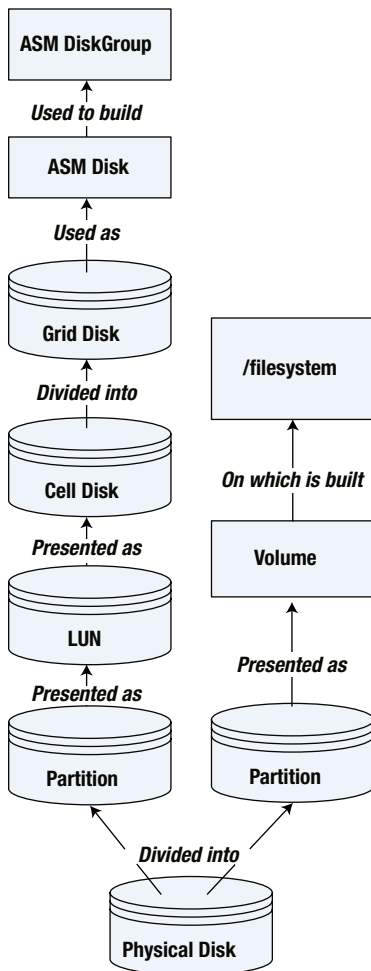 ASM DiskGroup
Used to build
ASM Disk
Used as
Grid Disk
/filesystem
Divided into
Cell Disk
On which is built
Presented as
Volume
LUN
Presented as
Presented as
Partition
Partition
Divided into
Physical Disk